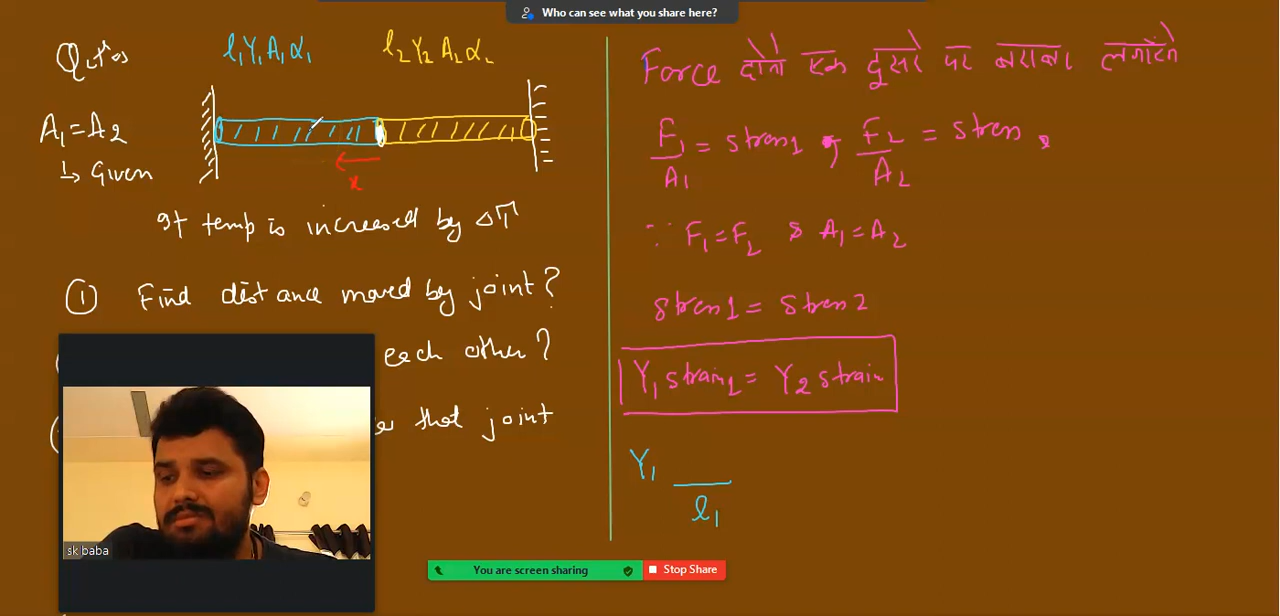 Who can see what you share here?
l₁Y₁A₁α₁ l₂Y₂A₂α₂
A₁ = A₂
↳ Given
x
If temp is increased by ΔT
① Find distance moved by joint?
each other?
that joint
Force दोनों एक दूसरे पर बराबर लगाएंगे
F₁/A₁ = stress1 F₂/A₂ = stress 2
∵ F₁ = F₂ & A₁ = A₂
stress1 = stress2
Y₁ strain1 = Y₂ strain
Y₁ /l₁
sk baba
You are screen sharing Stop Share